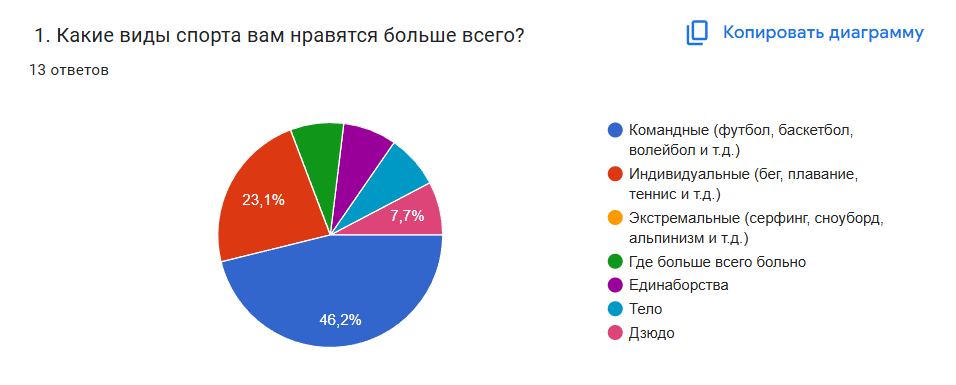 1. Какие виды спорта вам нравятся больше всего?
Копировать диаграмму
13 ответов
23,1%
7,7%
46,2%
Командные (футбол, баскетбол,
волейбол и т.д.)
Индивидуальные (бег, плавание,
теннис и т.д.)
Экстремальные (серфинг, сноуборд,
альпинизм и т.д.)
Где больше всего больно
Единаборства
Тело
Дзюдо